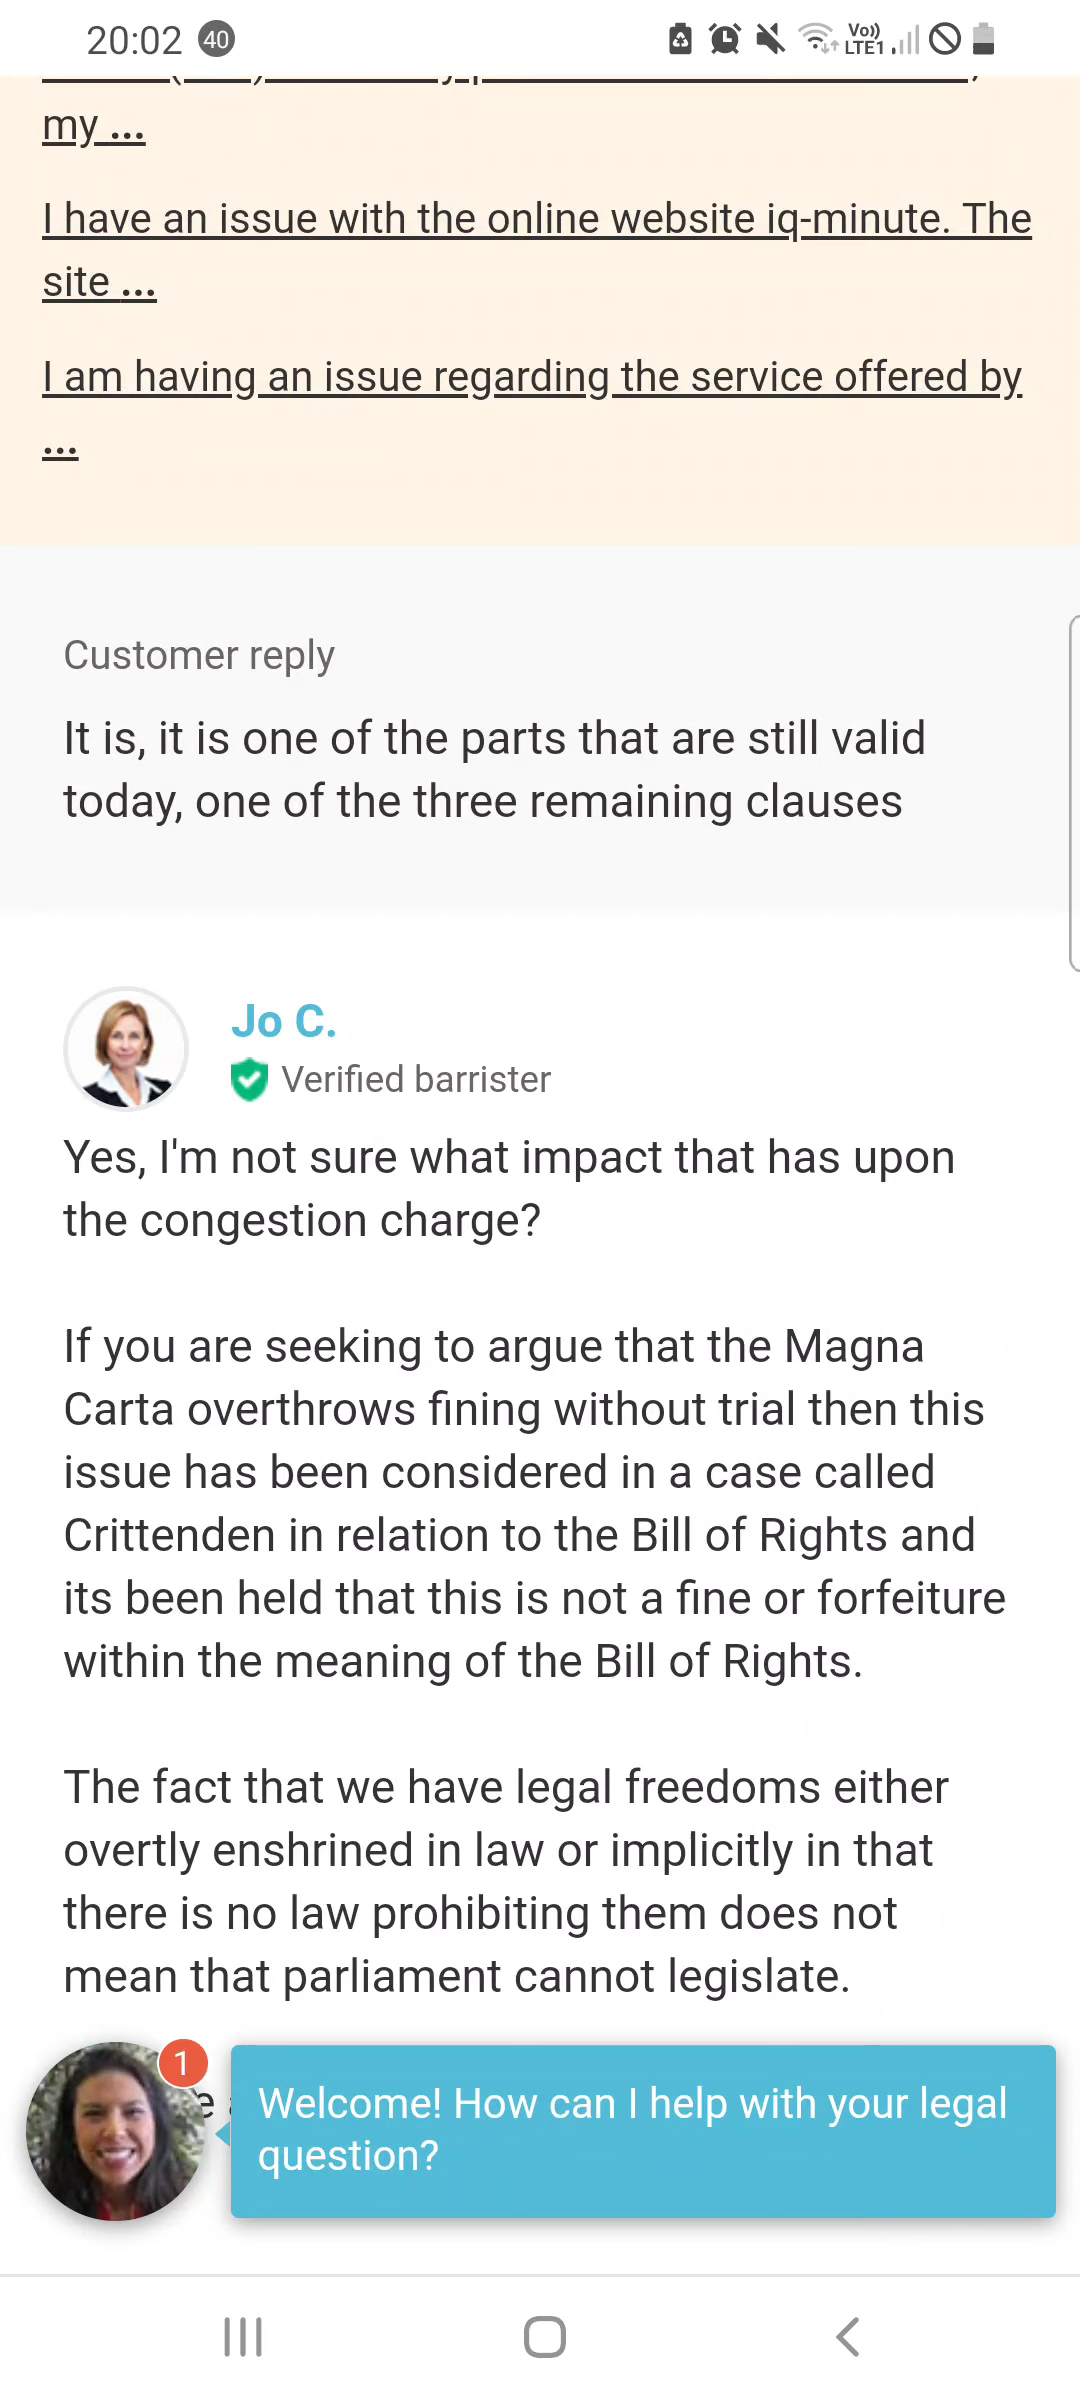 20:02 40 Vo)) LTE1
my ...
I have an issue with the online website iq-minute. The
site ...
I am having an issue regarding the service offered by
...
Customer reply
It is, it is one of the parts that are still valid
today, one of the three remaining clauses
Jo C.
Verified barrister
Yes, I'm not sure what impact that has upon
the congestion charge?
If you are seeking to argue that the Magna
Carta overthrows fining without trial then this
issue has been considered in a case called
Crittenden in relation to the Bill of Rights and
its been held that this is not a fine or forfeiture
within the meaning of the Bill of Rights.
The fact that we have legal freedoms either
overtly enshrined in law or implicitly in that
there is no law prohibiting them does not
mean that parliament cannot legislate.
1
Welcome! How can I help with your legal
question?